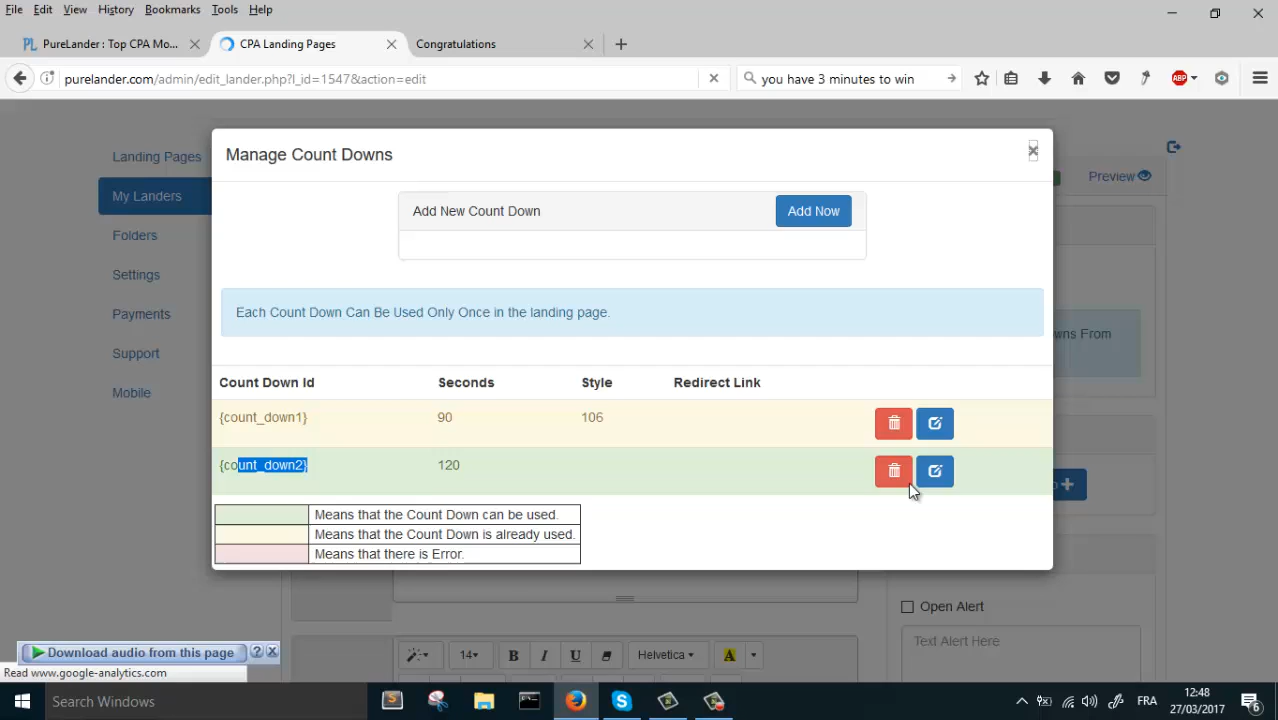 File Edit View History Bookmarks Tools Help
PureLander : Top CPA Mo... CPA Landing Pages Congratulations
purelander.com/admin/edit_lander.php?l_id=1547&action=edit you have 3 minutes to win ABP
Manage Count Downs
Landing Pages
Add New Count Down Add Now
My Landers
Preview
Folders
Settings
Each Count Down Can Be Used Only Once in the landing page.
Payments
wns From
Support
Count Down Id Seconds Style Redirect Link
Mobile
{count_down1} 90 106
{count_down2} 120
Means that the Count Down can be used.
Means that the Count Down is already used.
Means that there is Error.
Open Alert
Text Alert Here
Download audio from this page ?
14 B I U Helvetica A
Read www.google-analytics.com
Search Windows FRA 12:48
27/03/2017 6